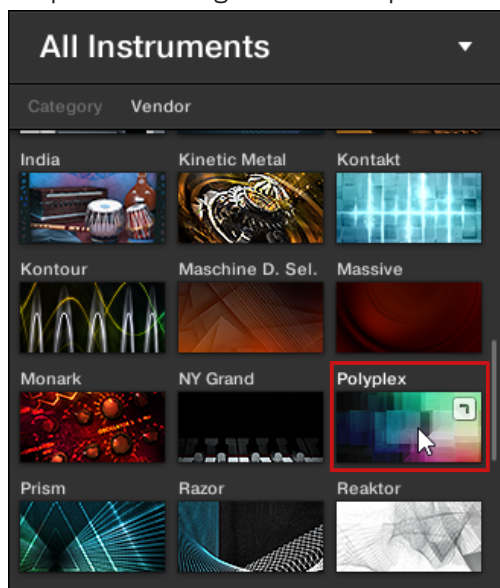 All Instruments
Category Vendor
India Kinetic Metal Kontakt
Kontour Maschine D. Sel. Massive
Monark NY Grand Polyplex
Prism Razor Reaktor